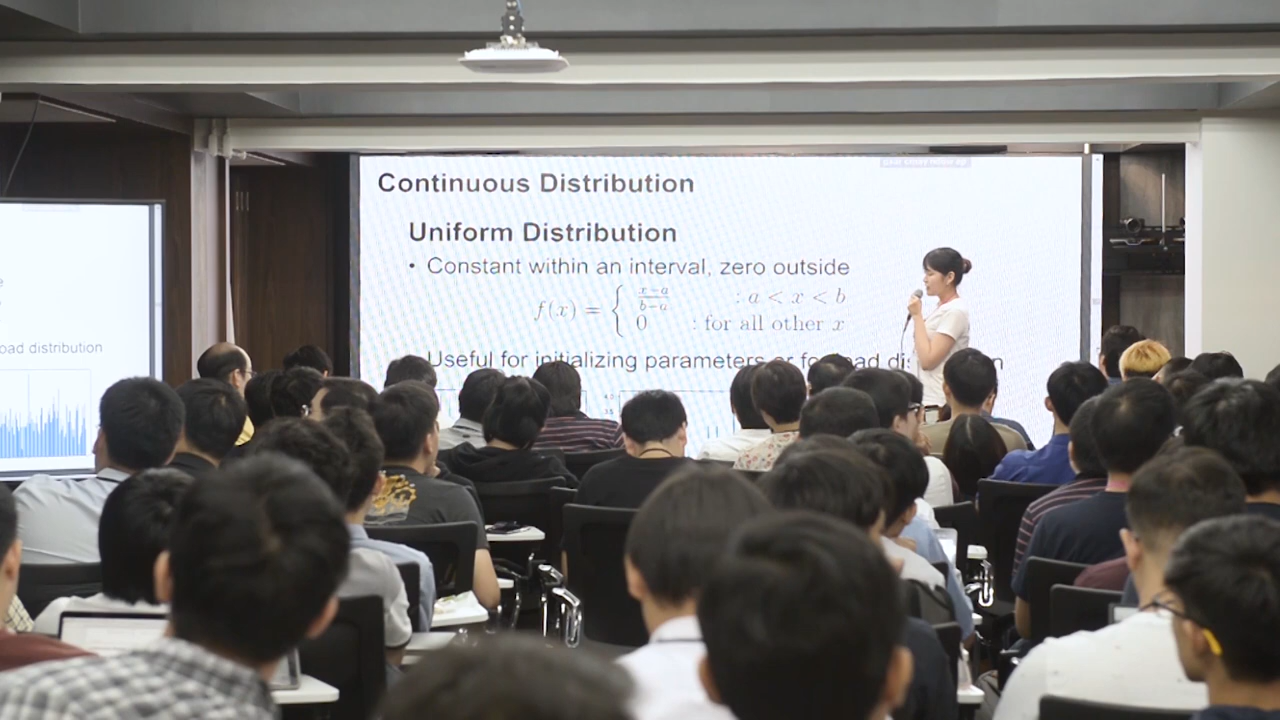 Continuous Distribution
Uniform Distribution
• Constant within an interval, zero outside
f(x) = { x−a / b−a : a < x < b
0 : for all other x
Useful for initializing parameters or for
oad distribution